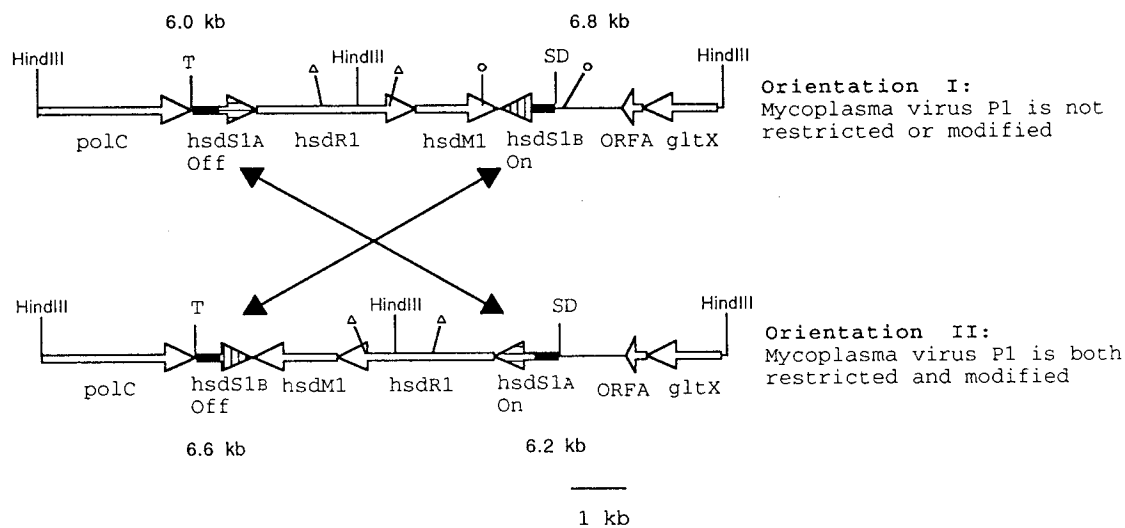 6.0 kb 6.8 kb
HindIII T Δ HindIII Δ o SD o HindIII
polC hsdS1A hsdR1 hsdM1 hsdS1B ORFA gltX
Off On
Orientation I:
Mycoplasma virus P1 is not
restricted or modified
HindIII T Δ HindIII Δ SD HindIII
polC hsdS1B hsdM1 hsdR1 hsdS1A ORFA gltX
Off On
Orientation II:
Mycoplasma virus P1 is both
restricted and modified
6.6 kb 6.2 kb
1 kb